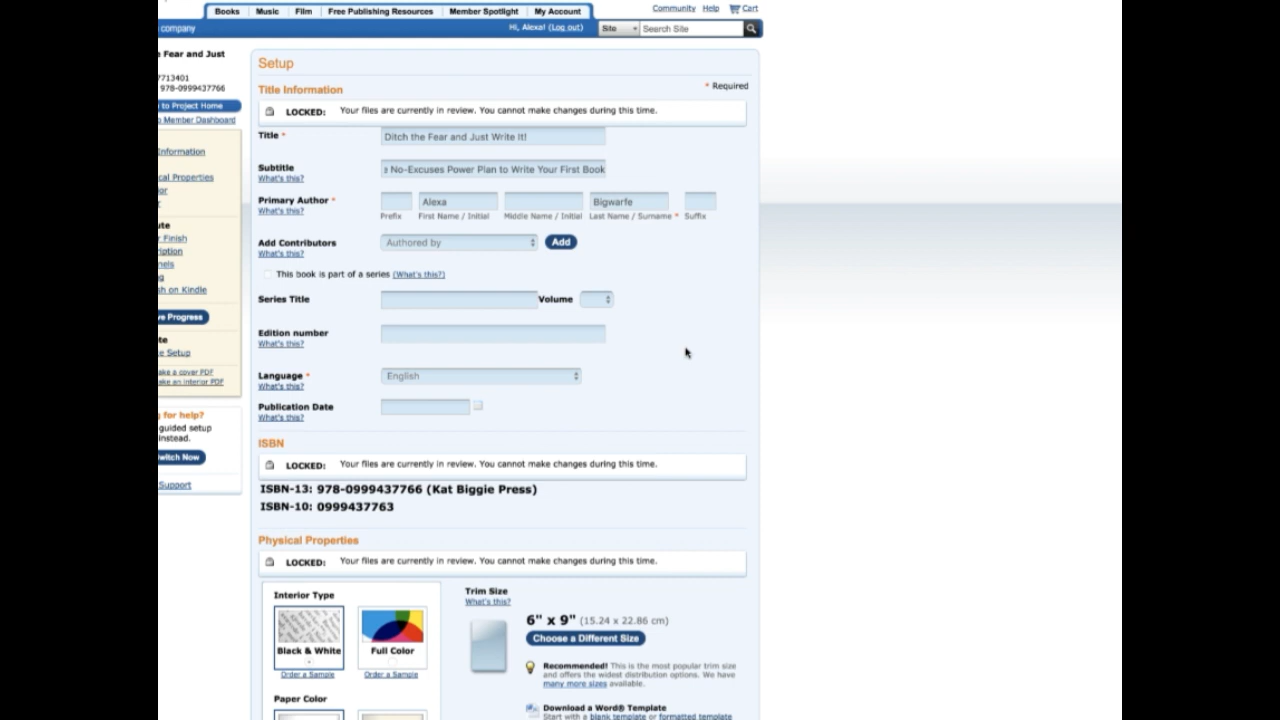 Books Music Film Free Publishing Resources Member Spotlight My Account Community Help Cart
company Hi, Alexa! (Log out) Site Search Site
e Fear and Just
Setup
7713401
978-0999437766
* Required
Title Information
to Project Home
LOCKED: Your files are currently in review. You cannot make changes during this time.
Member Dashboard
Title * Ditch the Fear and Just Write It!
Information
Subtitle No-Excuses Power Plan to Write Your First Book
What's this?
cal Properties
Primary Author * Alexa Bigwarfe
What's this? Prefix First Name / Initial Middle Name / Initial Last Name / Surname * Suffix
ute
r Finish
Add Contributors Authored by Add
What's this?
ription
nels
This book is part of a series (What's this?)
sh on Kindle
Series Title Volume
ve Progress
Edition number
What's this?
te
e Setup
ake a cover PDF
ake an interior PDF
Language * English
What's this?
Publication Date
What's this?
g for help?
guided setup
instead.
ISBN
witch Now
LOCKED: Your files are currently in review. You cannot make changes during this time.
Support
ISBN-13: 978-0999437766 (Kat Biggie Press)
ISBN-10: 0999437763
Physical Properties
LOCKED: Your files are currently in review. You cannot make changes during this time.
Interior Type
Black & White Full Color
Order a Sample Order a Sample
Trim Size
What's this?
6" x 9" (15.24 x 22.86 cm)
Choose a Different Size
Recommended! This is the most popular trim size
and offers the widest distribution options. We have
many more sizes available.
Paper Color
Download a Word® Template
Start with a blank template or formatted template